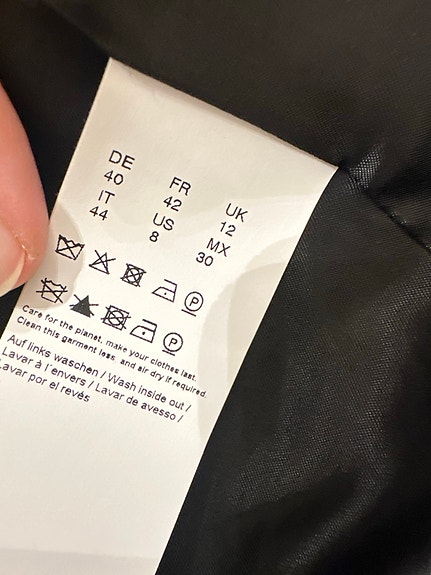 DE FR UK
40 42 12
IT US MX
44 8 30
P
P
Care for the planet, make your clothes last.
Clean this garment less and air dry if required.
Auf links waschen / Wash inside out /
Lavar à l'envers / Lavar de avesso /
Lavar por el revés